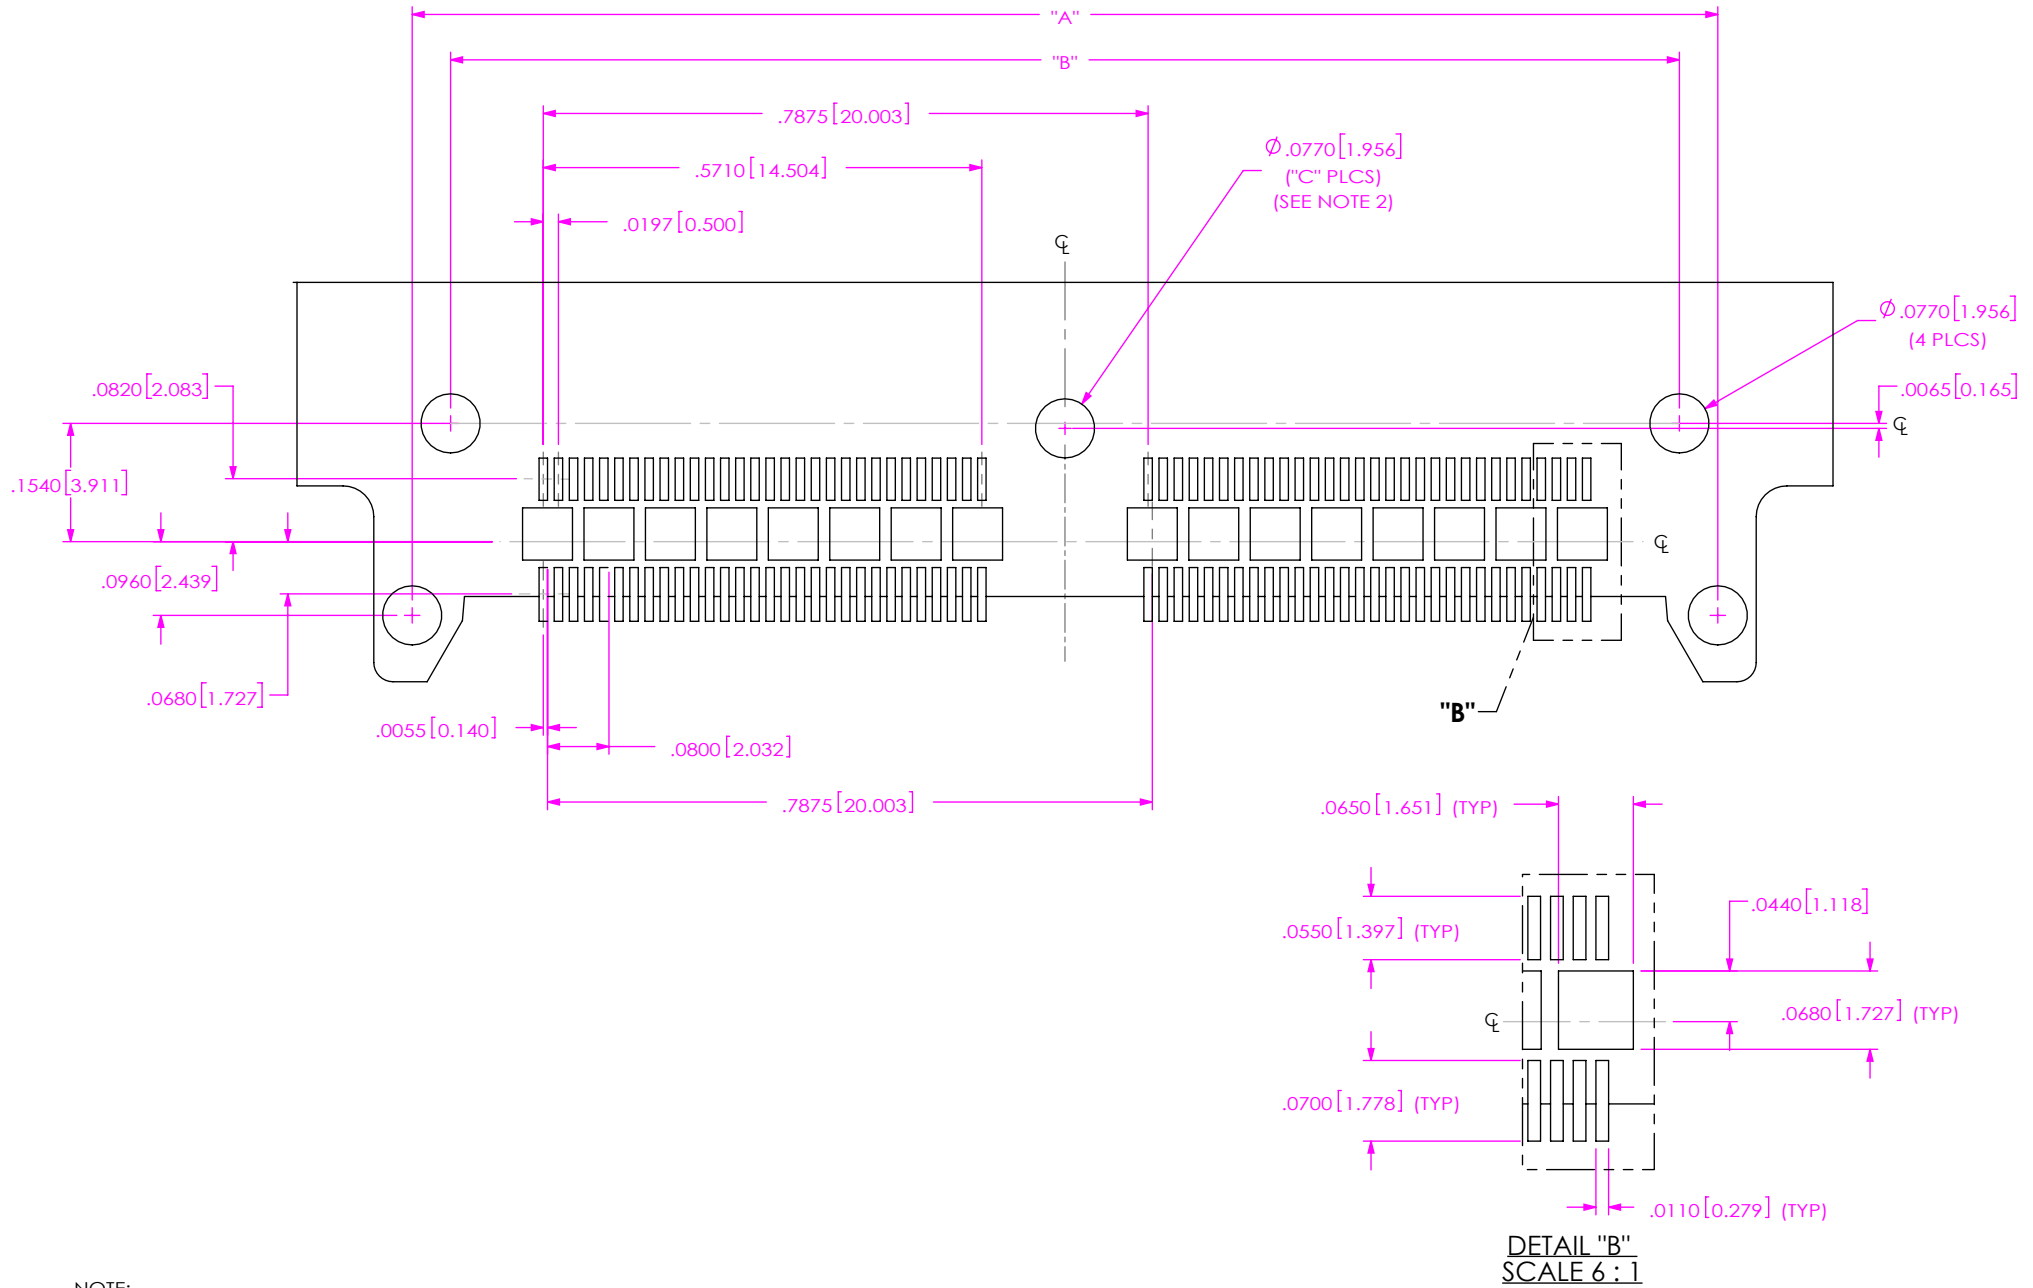 "A"
"B"
.7875[20.003]
.5710[14.504]
.0197[0.500]
⌀.0770[1.956]
("C" PLCS)
(SEE NOTE 2)
℄
⌀.0770[1.956]
(4 PLCS)
.0820[2.083]
.0065[0.165]
℄
.1540[3.911]
℄
.0960[2.439]
.0680[1.727]
.0055[0.140]
.0800[2.032]
"B"
.7875[20.003]
.0650[1.651] (TYP)
.0440[1.118]
.0550[1.397] (TYP)
℄
.0680[1.727] (TYP)
.0700[1.778] (TYP)
.0110[0.279] (TYP)
DETAIL "B"
SCALE 6 : 1
NOTE: